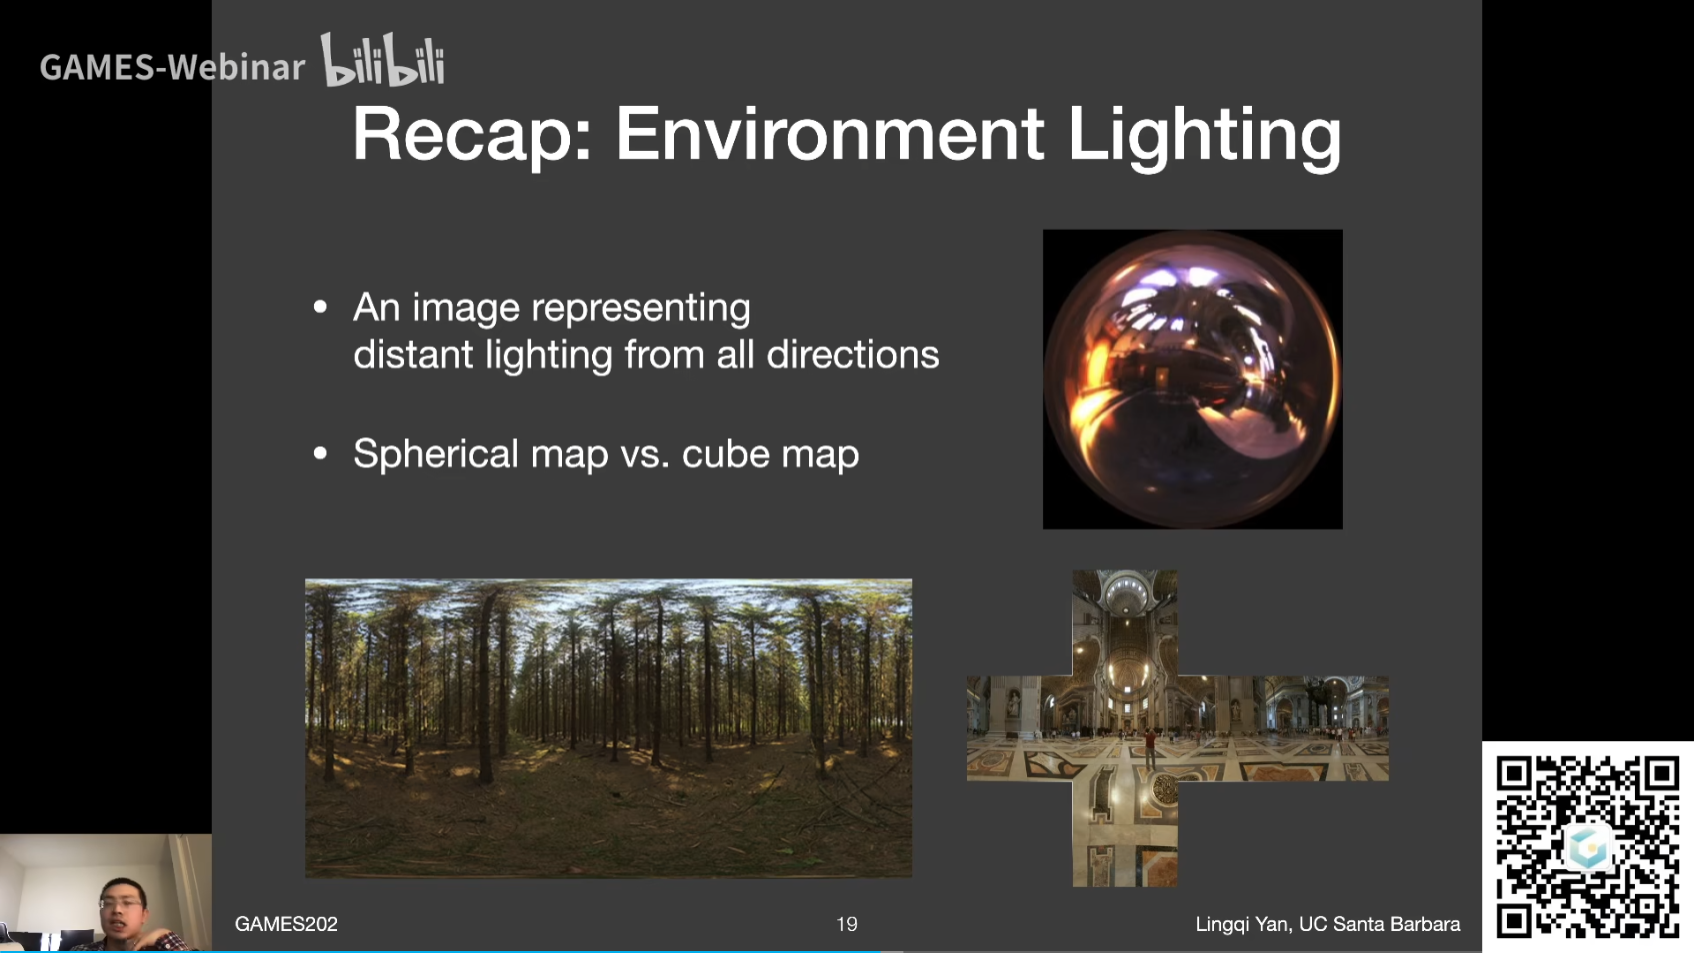 GAMES-Webinar bilibili
Recap: Environment Lighting
• An image representing
distant lighting from all directions
• Spherical map vs. cube map
GAMES202
19
Lingqi Yan, UC Santa Barbara